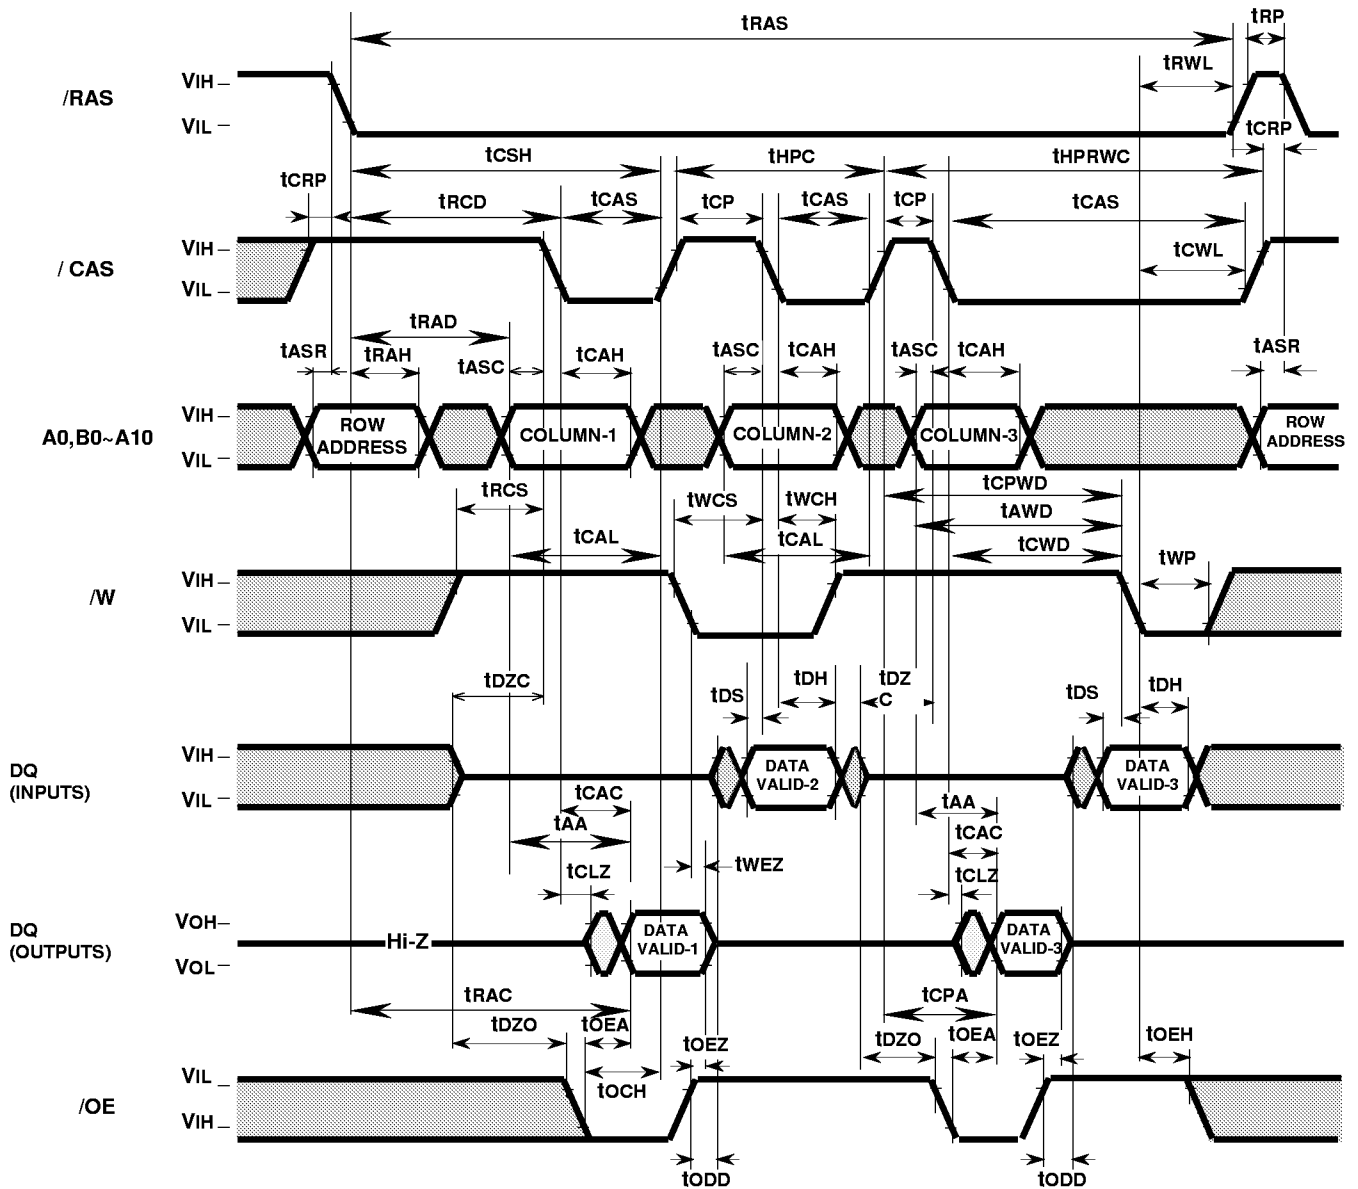 tRAS
tRP
tRWL
/RAS
VIH
VIL
tCRP
tCSH
tHPC
tHPRWC
tCRP
tRCD
tCAS
tCP
tCAS
tCP
tCAS
tCWL
/ CAS
VIH
VIL
tRAD
tASR
tRAH
tASC
tCAH
tASC
tCAH
tASC
tCAH
tASR
A0,B0~A10
VIH
VIL
ROW
ADDRESS
COLUMN-1
COLUMN-2
COLUMN-3
ROW
ADDRESS
tRCS
tWCS
tWCH
tCPWD
tAWD
tCAL
tCAL
tCWD
tWP
/W
VIH
VIL
tDZC
tDS
tDH
tDZ
C
tDS
tDH
DQ
(INPUTS)
VIH
VIL
DATA
VALID-2
DATA
VALID-3
tCAC
tAA
tCLZ
tWEZ
tAA
tCAC
tCLZ
DQ
(OUTPUTS)
VOH
VOL
Hi-Z
DATA
VALID-1
DATA
VALID-3
tRAC
tCPA
tDZO
tOEA
tOEZ
tDZO
tOEA
tOEZ
tOEH
tOCH
/OE
VIL
VIH
tODD
tODD